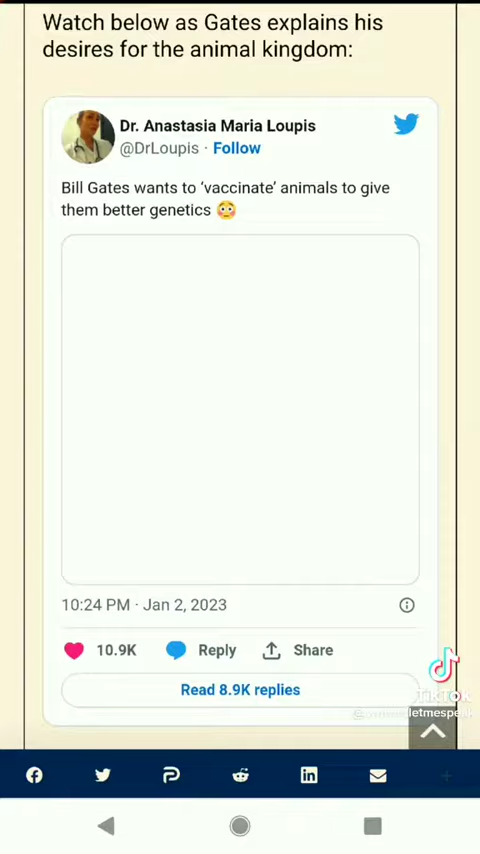 Watch below as Gates explains his
desires for the animal kingdom:
Dr. Anastasia Maria Loupis
@DrLoupis · Follow
Bill Gates wants to ‘vaccinate’ animals to give
them better genetics 😳
10:24 PM · Jan 2, 2023
10.9K Reply Share
Read 8.9K replies
TikTok